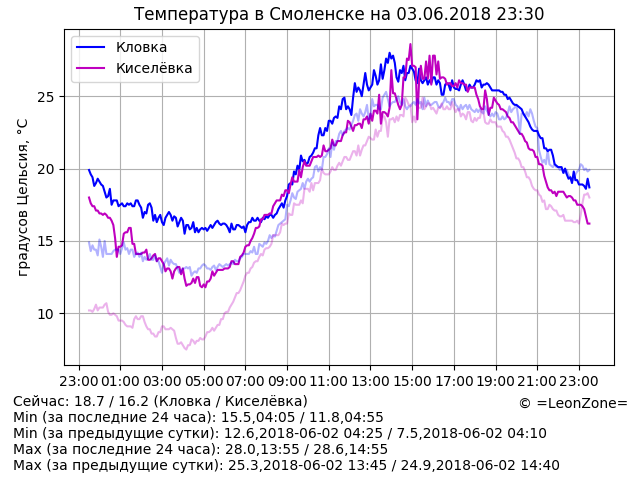 Температура в Смоленске на 03.06.2018 23:30
Кловка
Киселёвка
градусов Цельсия, °C
25
20
15
10
23:00 01:00 03:00 05:00 07:00 09:00 11:00 13:00 15:00 17:00 19:00 21:00 23:00
Сейчас: 18.7 / 16.2 (Кловка / Киселёвка)
© =LeonZone=
Min (за последние 24 часа): 15.5,04:05 / 11.8,04:55
Min (за предыдущие сутки): 12.6,2018-06-02 04:25 / 7.5,2018-06-02 04:10
Max (за последние 24 часа): 28.0,13:55 / 28.6,14:55
Max (за предыдущие сутки): 25.3,2018-06-02 13:45 / 24.9,2018-06-02 14:40